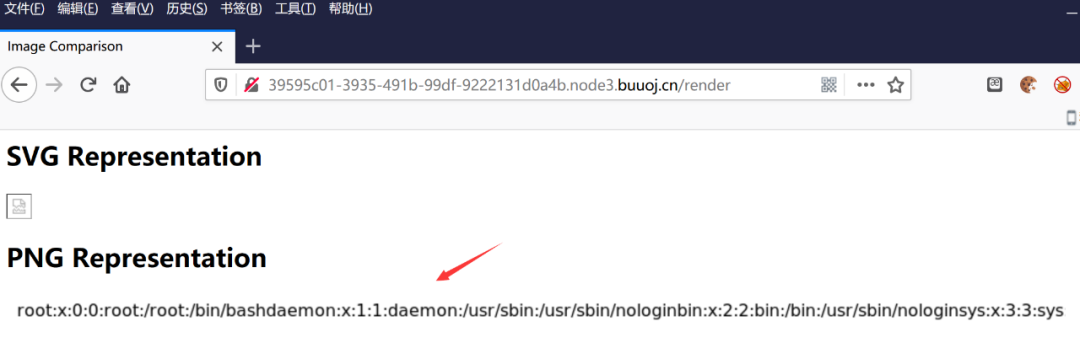 文件(F) 编辑(E) 查看(V) 历史(S) 书签(B) 工具(T) 帮助(H)
Image Comparison
39595c01-3935-491b-99df-9222131d0a4b.node3.buuoj.cn/render
SVG Representation
PNG Representation
root:x:0:0:root:/root:/bin/bashdaemon:x:1:1:daemon:/usr/sbin:/usr/sbin/nologinbin:x:2:2:bin:/bin:/usr/sbin/nologinsys:x:3:3:sys